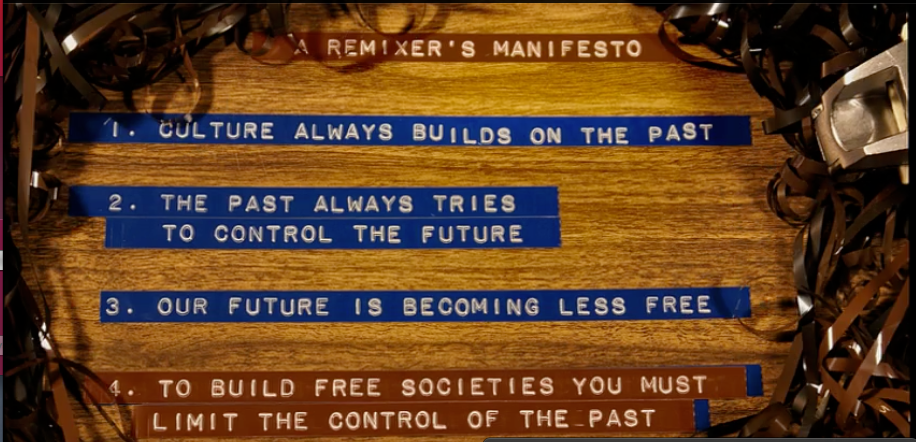 A REMIXER'S MANIFESTO
1. CULTURE ALWAYS BUILDS ON THE PAST
2. THE PAST ALWAYS TRIES
TO CONTROL THE FUTURE
3. OUR FUTURE IS BECOMING LESS FREE
4. TO BUILD FREE SOCIETIES YOU MUST
LIMIT THE CONTROL OF THE PAST